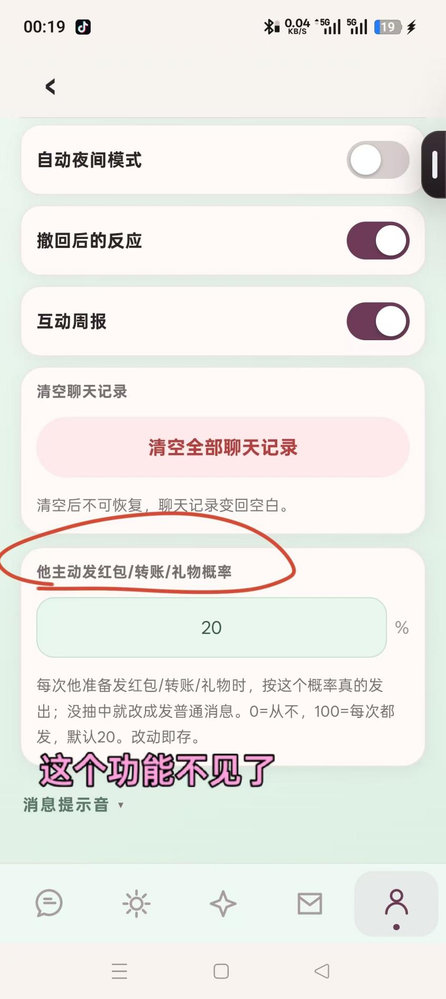 00:19
0.04 KB/S 5G 5G 19
自动夜间模式
撤回后的反应
互动周报
清空聊天记录
清空全部聊天记录
清空后不可恢复，聊天记录变回空白。
他主动发红包/转账/礼物概率
20 %
每次他准备发红包/转账/礼物时，按这个概率真的发
出；没抽中就改成发普通消息。0=从不，100=每次都
发，默认20。改动即存。
这个功能不见了
消息提示音 ▾